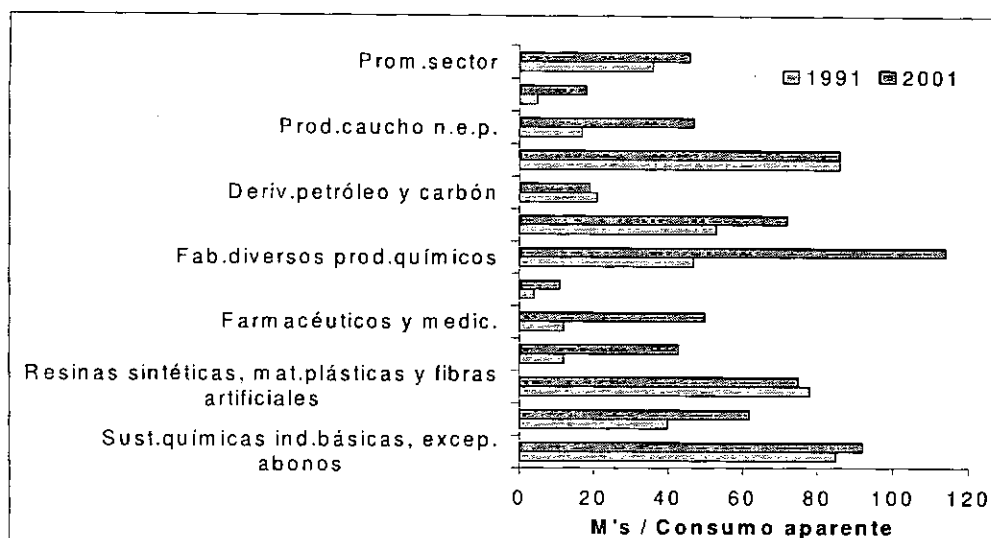 Prom.sector
1991 2001
Prod.caucho n.e.p.
Deriv.petróleo y carbón
Fab.diversos prod.químicos
Farmacéuticos y medic.
Resinas sintéticas, mat.plásticas y fibras
artificiales
Sust.químicas ind.básicas, excep.
abonos
0 20 40 60 80 100 120
M's / Consumo aparente